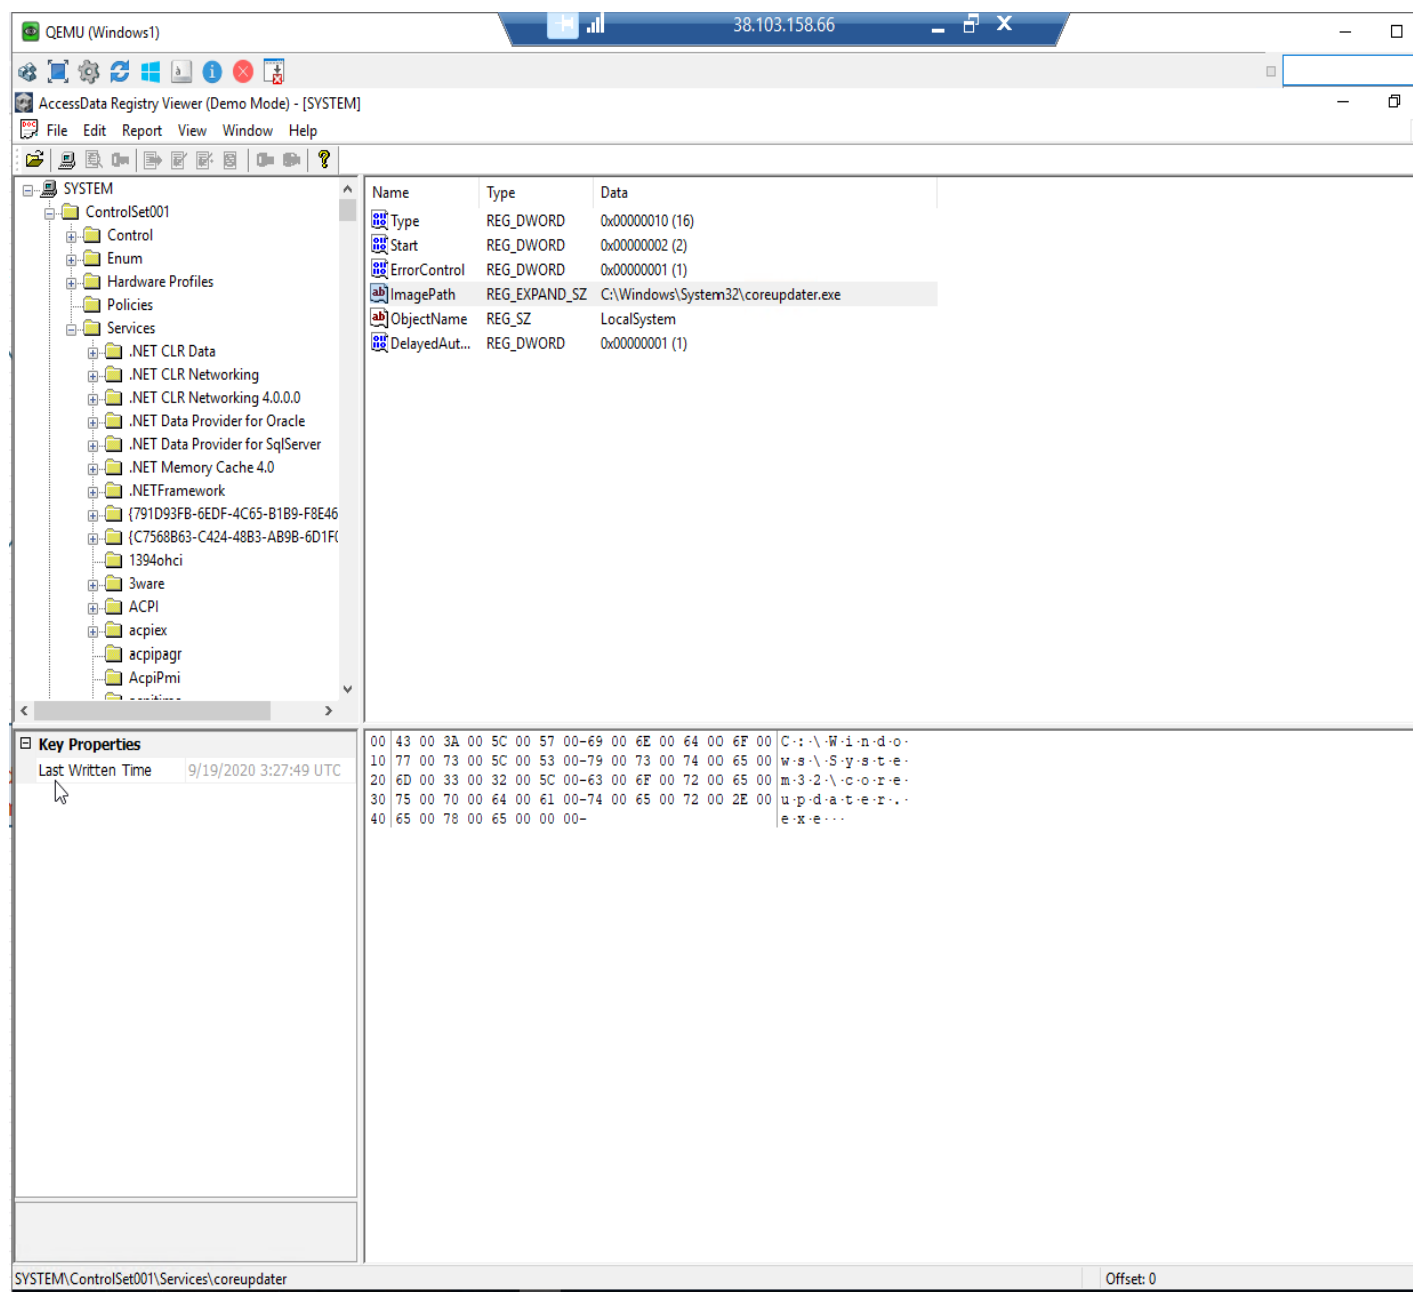 QEMU (Windows1)
38.103.158.66
AccessData Registry Viewer (Demo Mode) - [SYSTEM]
File Edit Report View Window Help
SYSTEM
ControlSet001
Control
Enum
Hardware Profiles
Policies
Services
.NET CLR Data
.NET CLR Networking
.NET CLR Networking 4.0.0.0
.NET Data Provider for Oracle
.NET Data Provider for SqlServer
.NET Memory Cache 4.0
.NETFramework
{791D93FB-6EDF-4C65-B1B9-F8E46
{C7568B63-C424-48B3-AB9B-6D1F
1394ohci
3ware
ACPI
acpiex
acpipagr
AcpiPmi
Name Type Data
Type REG_DWORD 0x00000010 (16)
Start REG_DWORD 0x00000002 (2)
ErrorControl REG_DWORD 0x00000001 (1)
ImagePath REG_EXPAND_SZ C:\Windows\System32\coreupdater.exe
ObjectName REG_SZ LocalSystem
DelayedAut... REG_DWORD 0x00000001 (1)
Key Properties
Last Written Time 9/19/2020 3:27:49 UTC
00 43 00 3A 00 5C 00 57 00-69 00 6E 00 64 00 6F 00 C·:·\·W·i·n·d·o·
10 77 00 73 00 5C 00 53 00-79 00 73 00 74 00 65 00 w·s·\·S·y·s·t·e·
20 6D 00 33 00 32 00 5C 00-63 00 6F 00 72 00 65 00 m·3·2·\·c·o·r·e·
30 75 00 70 00 64 00 61 00-74 00 65 00 72 00 2E 00 u·p·d·a·t·e·r·.·
40 65 00 78 00 65 00 00 00- e·x·e···
SYSTEM\ControlSet001\Services\coreupdater
Offset: 0